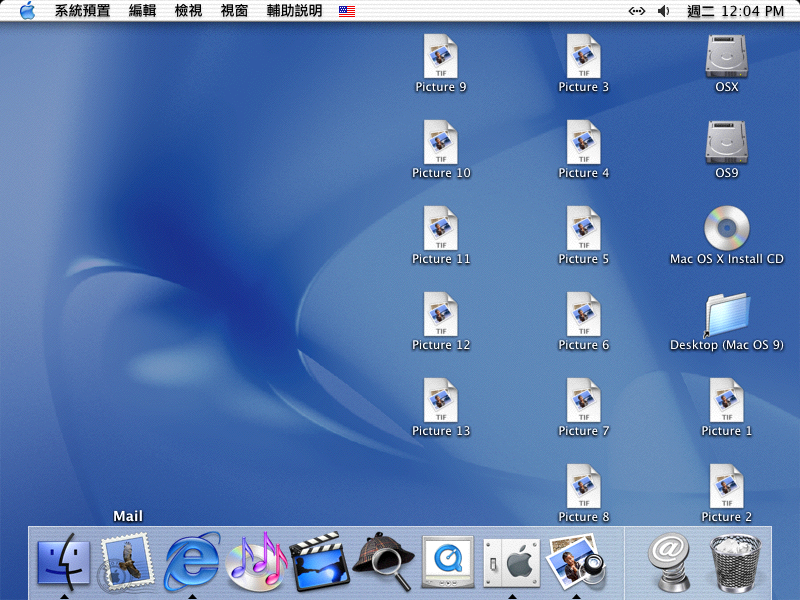 系統預置 編輯 檢視 視窗 輔助說明 週二 12:04 PM
TIF TIF
Picture 9 Picture 3 OSX
TIF TIF
Picture 10 Picture 4 OS9
TIF TIF
Picture 11 Picture 5 Mac OS X Install CD
TIF TIF
Picture 12 Picture 6 Desktop (Mac OS 9)
TIF TIF TIF
Picture 13 Picture 7 Picture 1
TIF TIF
Picture 8 Picture 2
Mail